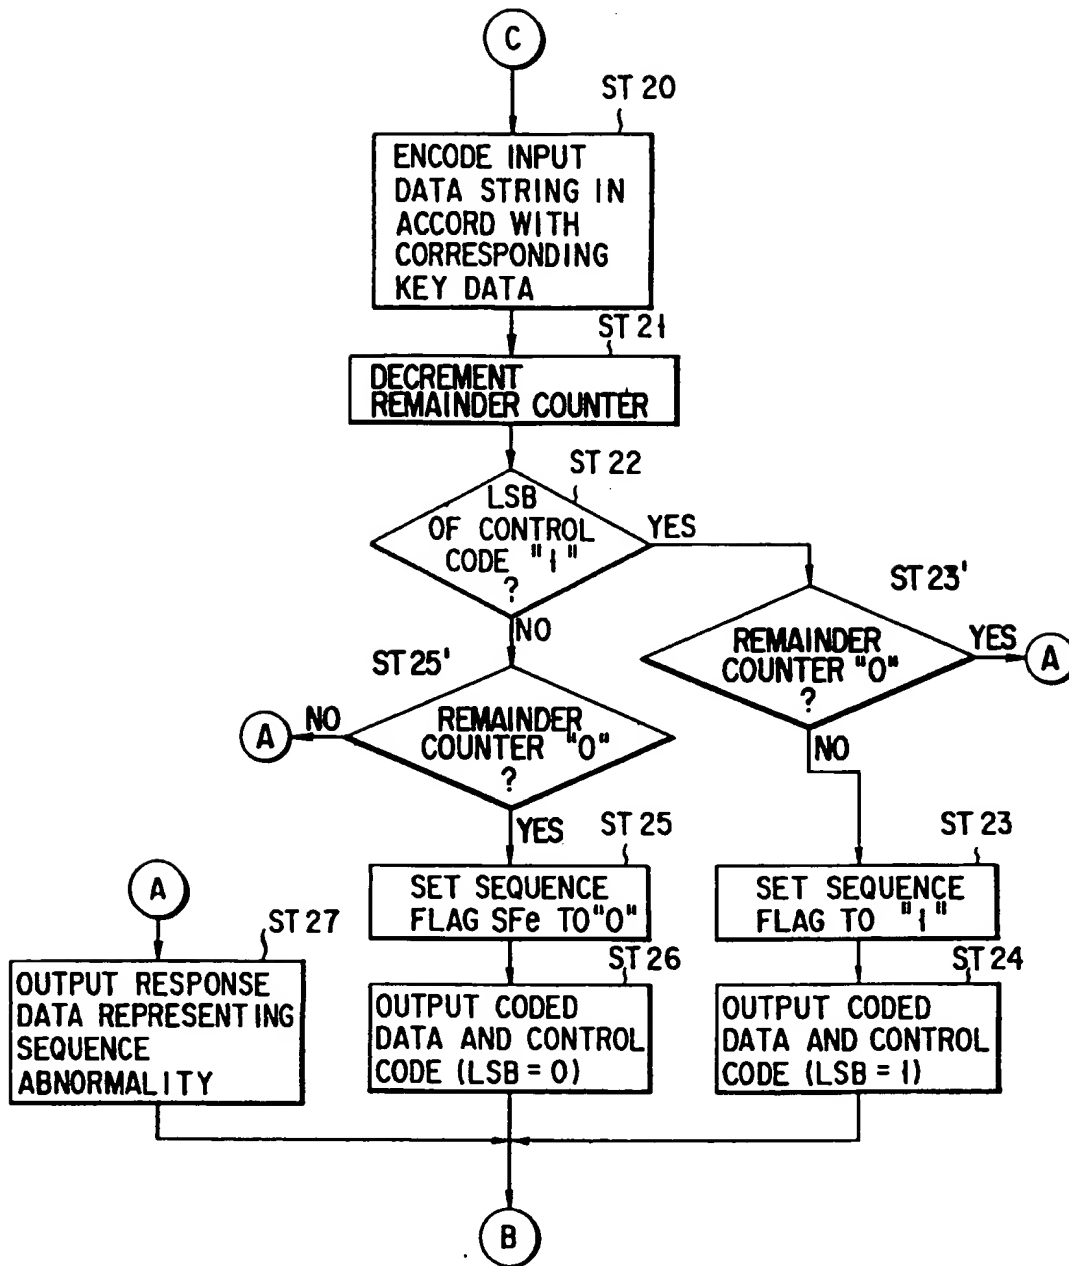 C
ST 20
ENCODE INPUT
DATA STRING IN
ACCORD WITH
CORRESPONDING
KEY DATA
ST 21
DECREMENT
REMAINDER COUNTER
ST 22
LSB
OF CONTROL
CODE "1"
?
YES
NO
ST 23'
REMAINDER
COUNTER "0"
?
YES
A
NO
ST 25'
REMAINDER
COUNTER "0"
?
NO
A
YES
ST 25
SET SEQUENCE
FLAG SFe TO "0"
ST 23
SET SEQUENCE
FLAG TO "1"
A
ST 27
OUTPUT RESPONSE
DATA REPRESENTING
SEQUENCE
ABNORMALITY
ST 26
OUTPUT CODED
DATA AND CONTROL
CODE (LSB = 0)
ST 24
OUTPUT CODED
DATA AND CONTROL
CODE (LSB = 1)
B